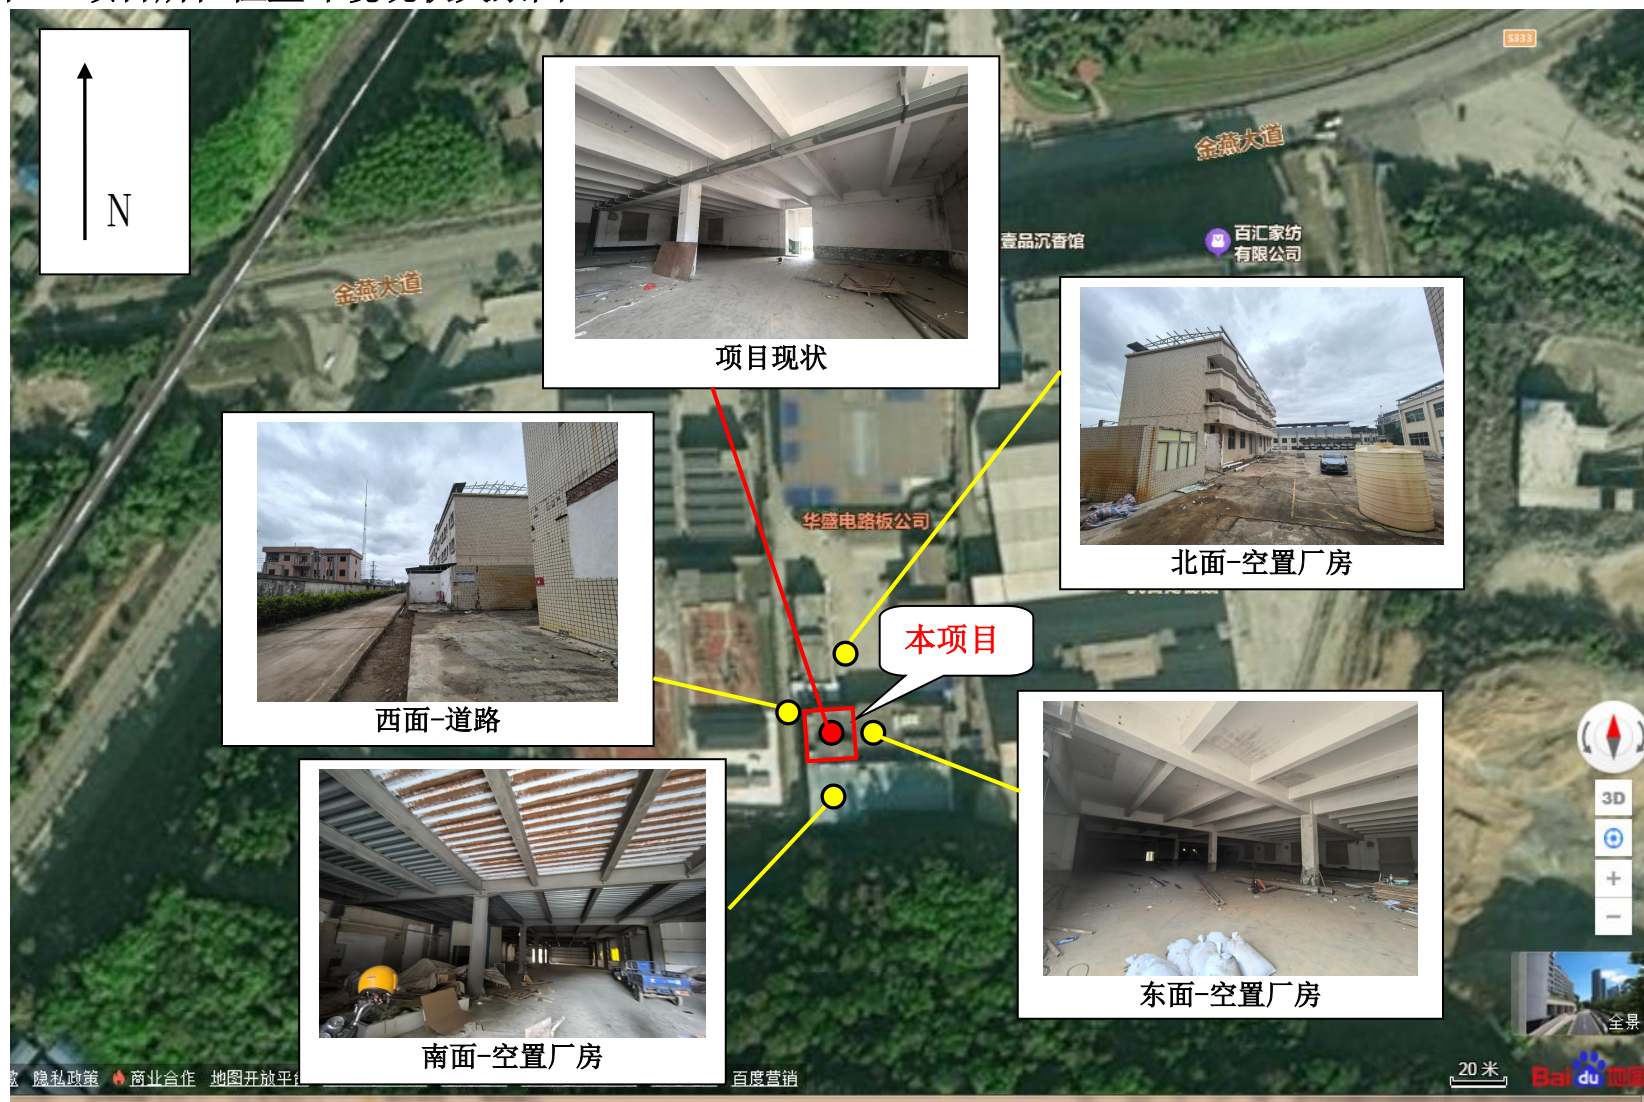 S333
金燕大道
N
壹品沉香馆
百汇家纺
有限公司
金燕大道
项目现状
华盛电路板公司
北面-空置厂房
本项目
西面-道路
3D
东面-空置厂房
全景
南面-空置厂房
隐私政策
商业合作
地图开放平台
百度营销
20 米
Bai du 地图